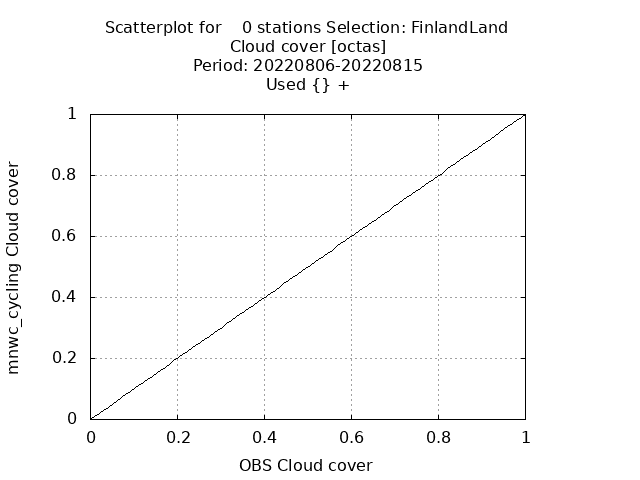 Scatterplot for    0 stations Selection: FinlandLand
Cloud cover [octas]
Period: 20220806-20220815
Used {} +
mnwc_cycling Cloud cover
1
0.8
0.6
0.4
0.2
0
0 0.2 0.4 0.6 0.8 1
OBS Cloud cover